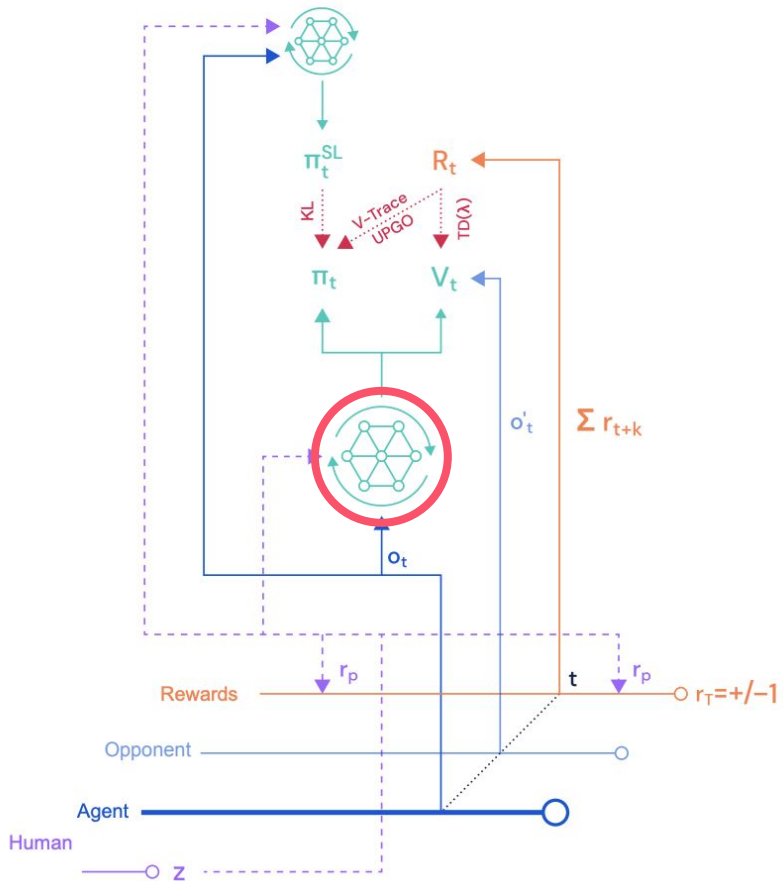 π_t^SL
R_t
KL
V-Trace
UPGO
TD(λ)
π_t
V_t
o'_t
Σ r_{t+k}
o_t
r_p
t
r_p
Rewards
r_T=+/−1
Opponent
Agent
Human
z